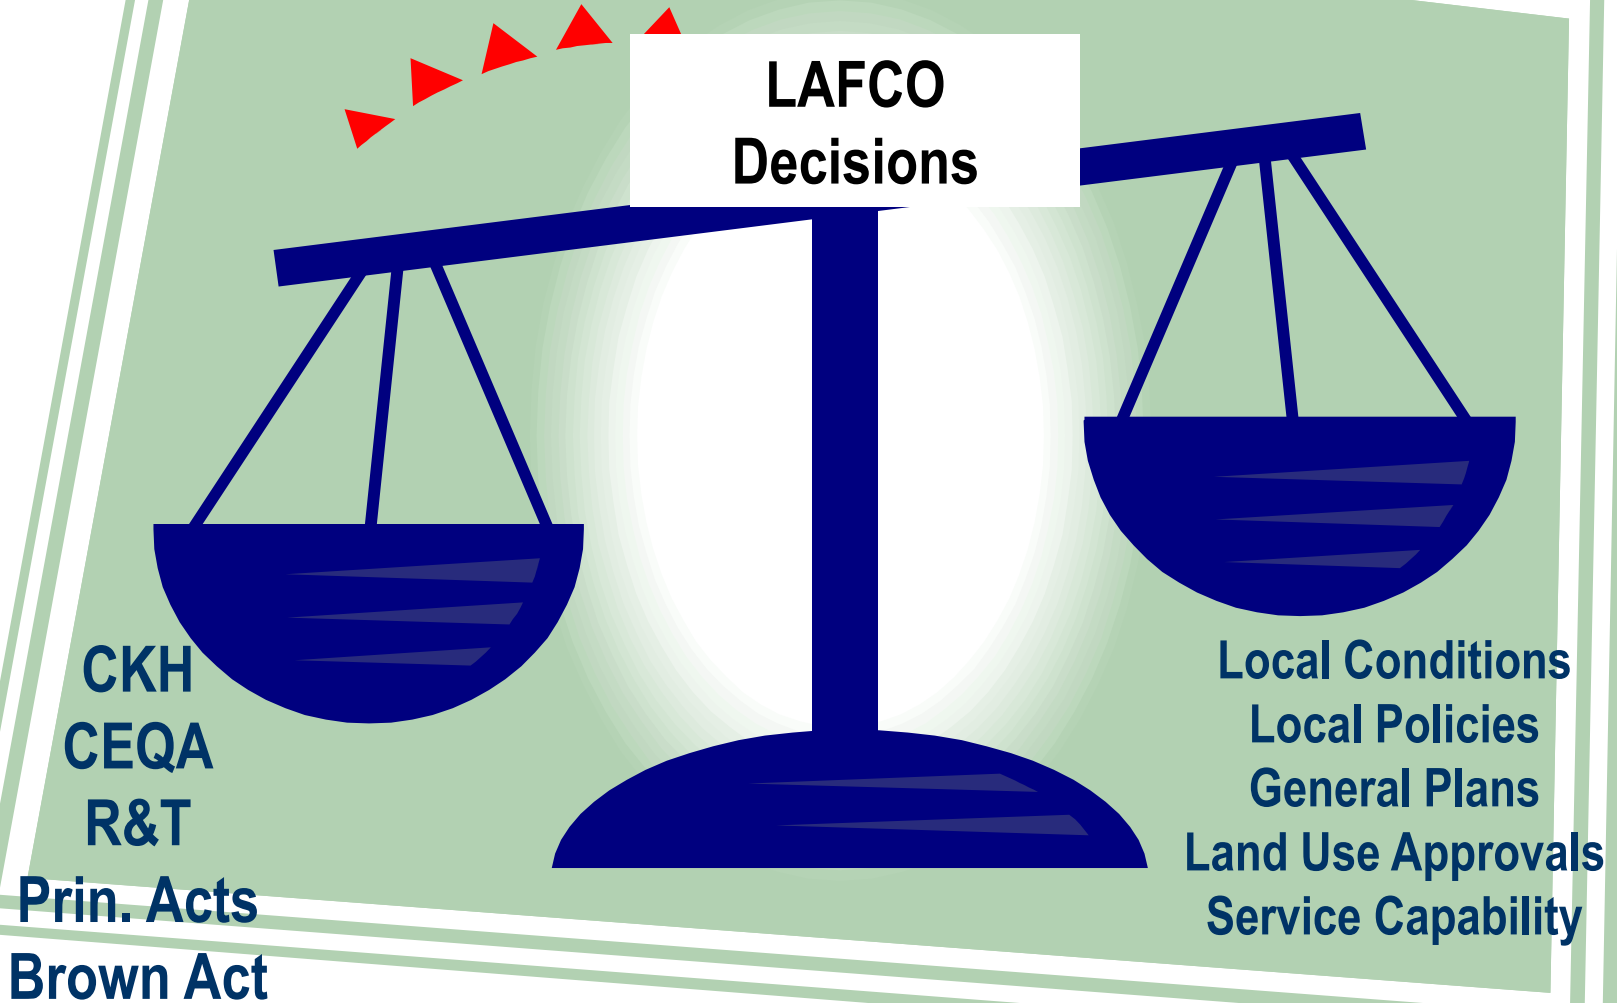 LAFCO
Decisions
CKH
CEQA
R&T
Prin. Acts
Brown Act
Local Conditions
Local Policies
General Plans
Land Use Approvals
Service Capability